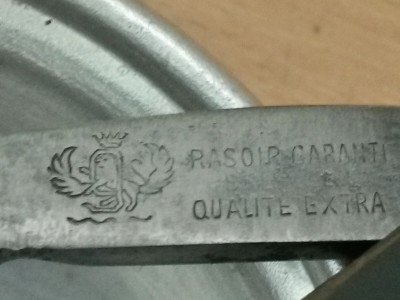 RASOIR GARANTI
&
QUALITE EXTRA